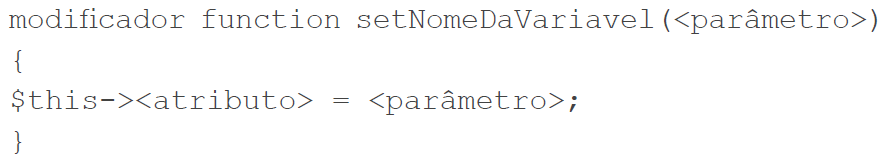 modificador function setNomeDaVariavel(<parâmetro>)
{
$this-><atributo> = <parâmetro>;
}